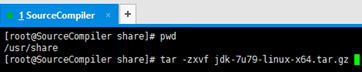 1 SourceCompiler × +
[root@SourceCompiler share]# pwd
/usr/share
[root@SourceCompiler share]# tar -zxvf jdk-7u79-linux-x64.tar.gz